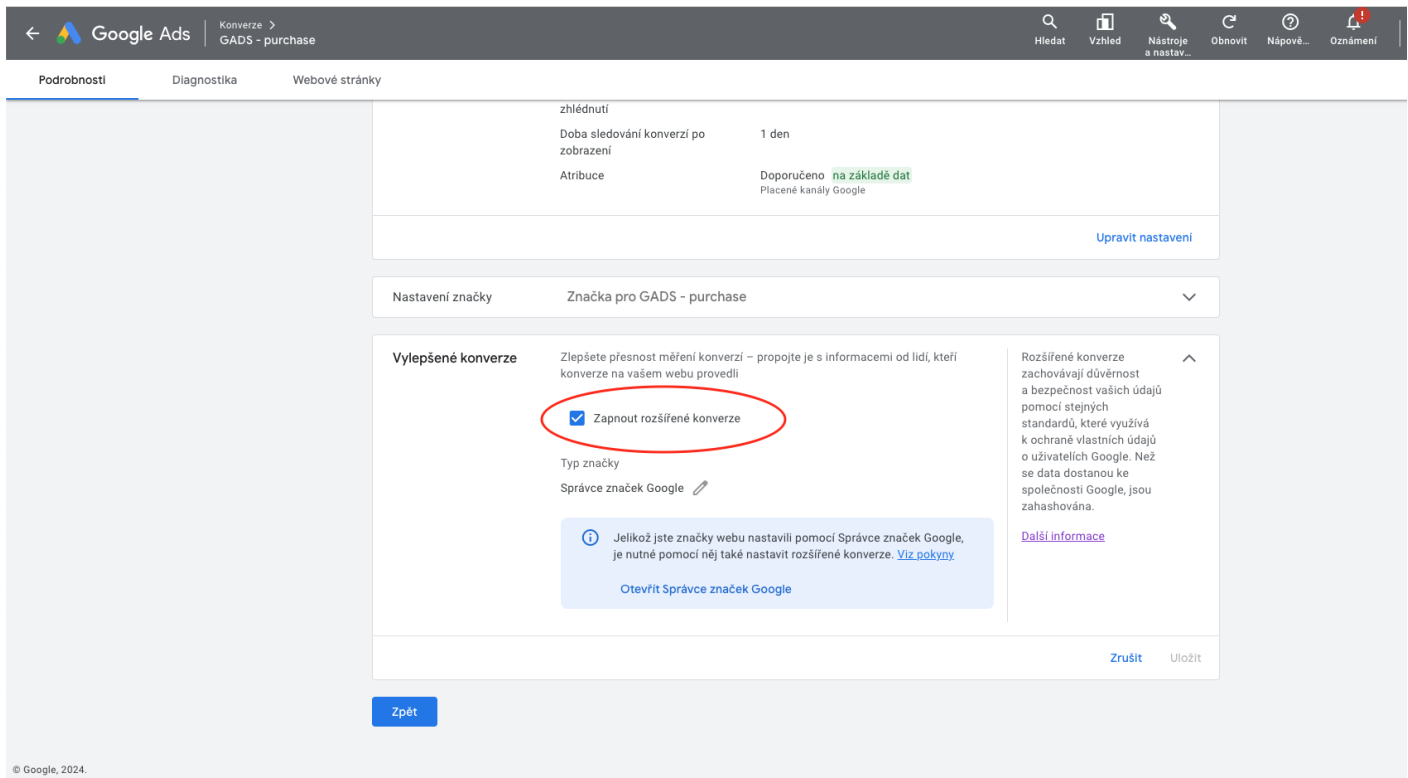 Google Ads
Konverze
GADS - purchase
Hledat
Vzhled
Nástroje
a nastav...
Obnovit
Nápově...
!
Oznámení
Podrobnosti
Diagnostika
Webové stránky
zhlédnutí
Doba sledování konverzí po
zobrazení
1 den
Atribuce
Doporučeno na základě dat
Placené kanály Google
Upravit nastavení
Nastavení značky
Značka pro GADS - purchase
Vylepšené konverze
Zlepšete přesnost měření konverzí – propojte je s informacemi od lidí, kteří
konverze na vašem webu provedli
Zapnout rozšířené konverze
Typ značky
Správce značek Google
Jelikož jste značky webu nastavili pomocí Správce značek Google,
je nutné pomocí něj také nastavit rozšířené konverze. Viz pokyny
Otevřít Správce značek Google
Rozšířené konverze
zachovávají důvěrnost
a bezpečnost vašich údajů
pomocí stejných
standardů, které využívá
k ochraně vlastních údajů
o uživatelích Google. Než
se data dostanou ke
společnosti Google, jsou
zahashována.
Další informace
Zrušit
Uložit
Zpět
© Google, 2024.